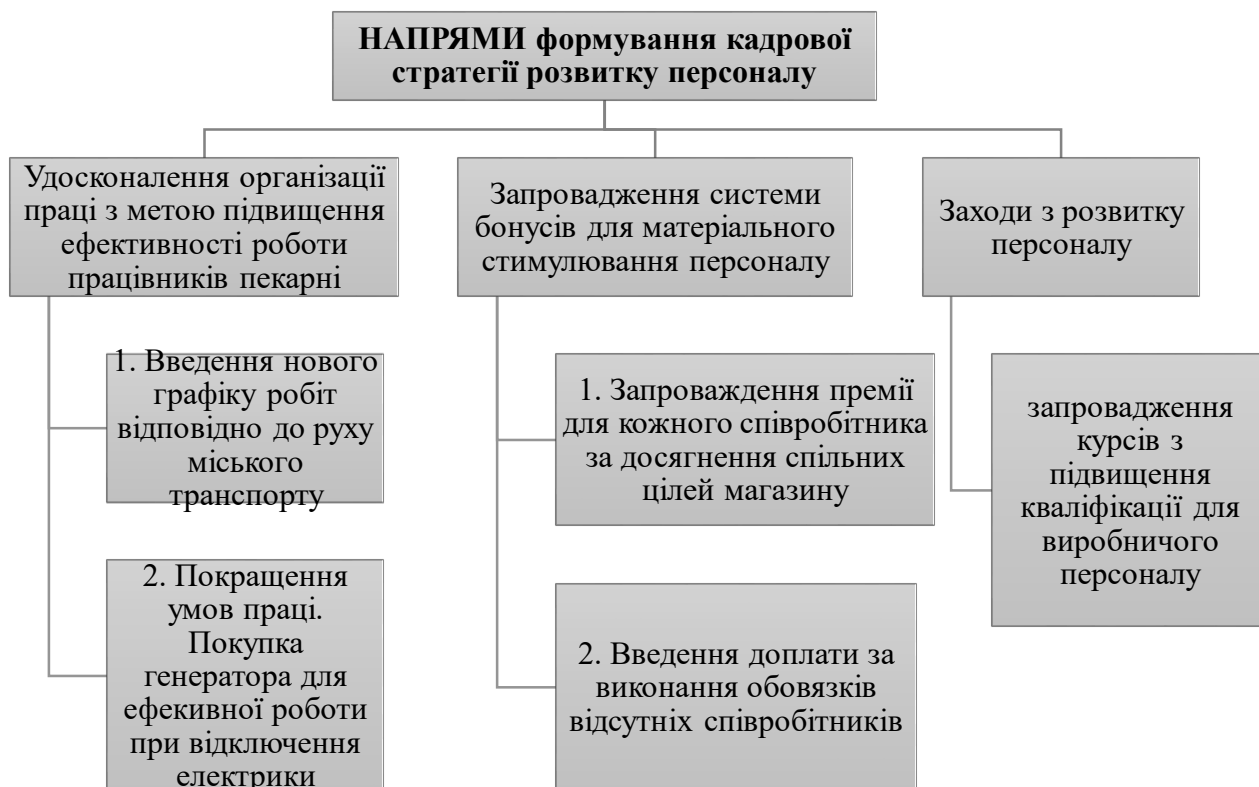 НАПРЯМИ формування кадрової
стратегії розвитку персоналу
Удосконалення організації
праці з метою підвищення
ефективності роботи
працівників пекарні
Запровадження системи
бонусів для матеріального
стимулювання персоналу
Заходи з розвитку
персоналу
1. Введення нового
графіку робіт
відповідно до руху
міського
транспорту
2. Покращення
умов праці.
Покупка
генератора для
ефекивної роботи
при відключення
електрики
1. Запроваждення премії
для кожного співробітника
за досягнення спільних
цілей магазину
2. Введення доплати за
виконання обовязків
відсутніх співробітників
запровадження
курсів з
підвищення
кваліфікації для
виробничого
персоналу